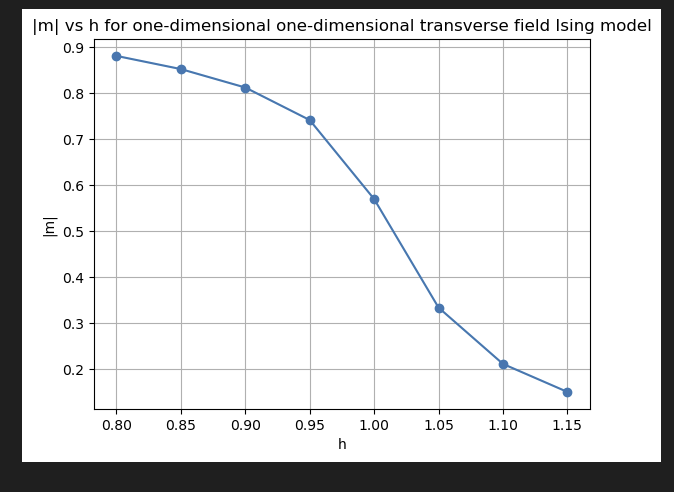 |m| vs h for one-dimensional one-dimensional transverse field Ising model
0.9
0.8
0.7
0.6
0.5
0.4
0.3
0.2
|m|
0.80 0.85 0.90 0.95 1.00 1.05 1.10 1.15
h